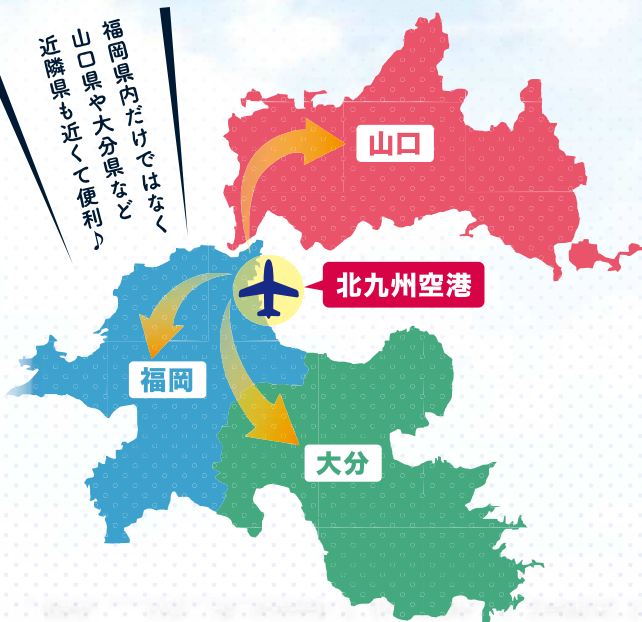 福岡県内だけではなく
山口県や大分県など
近隣県も近くて便利♪
山口
北九州空港
福岡
大分